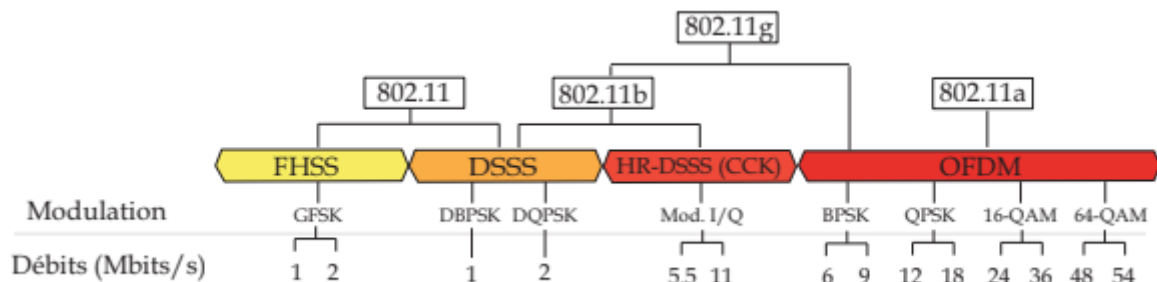 802.11g
802.11 802.11b 802.11a
FHSS DSSS HR-DSSS (CCK) OFDM
Modulation GFSK DBPSK DQPSK Mod. I/Q BPSK QPSK 16-QAM 64-QAM
Débits (Mbits/s) 1 2 1 2 5.5 11 6 9 12 18 24 36 48 54